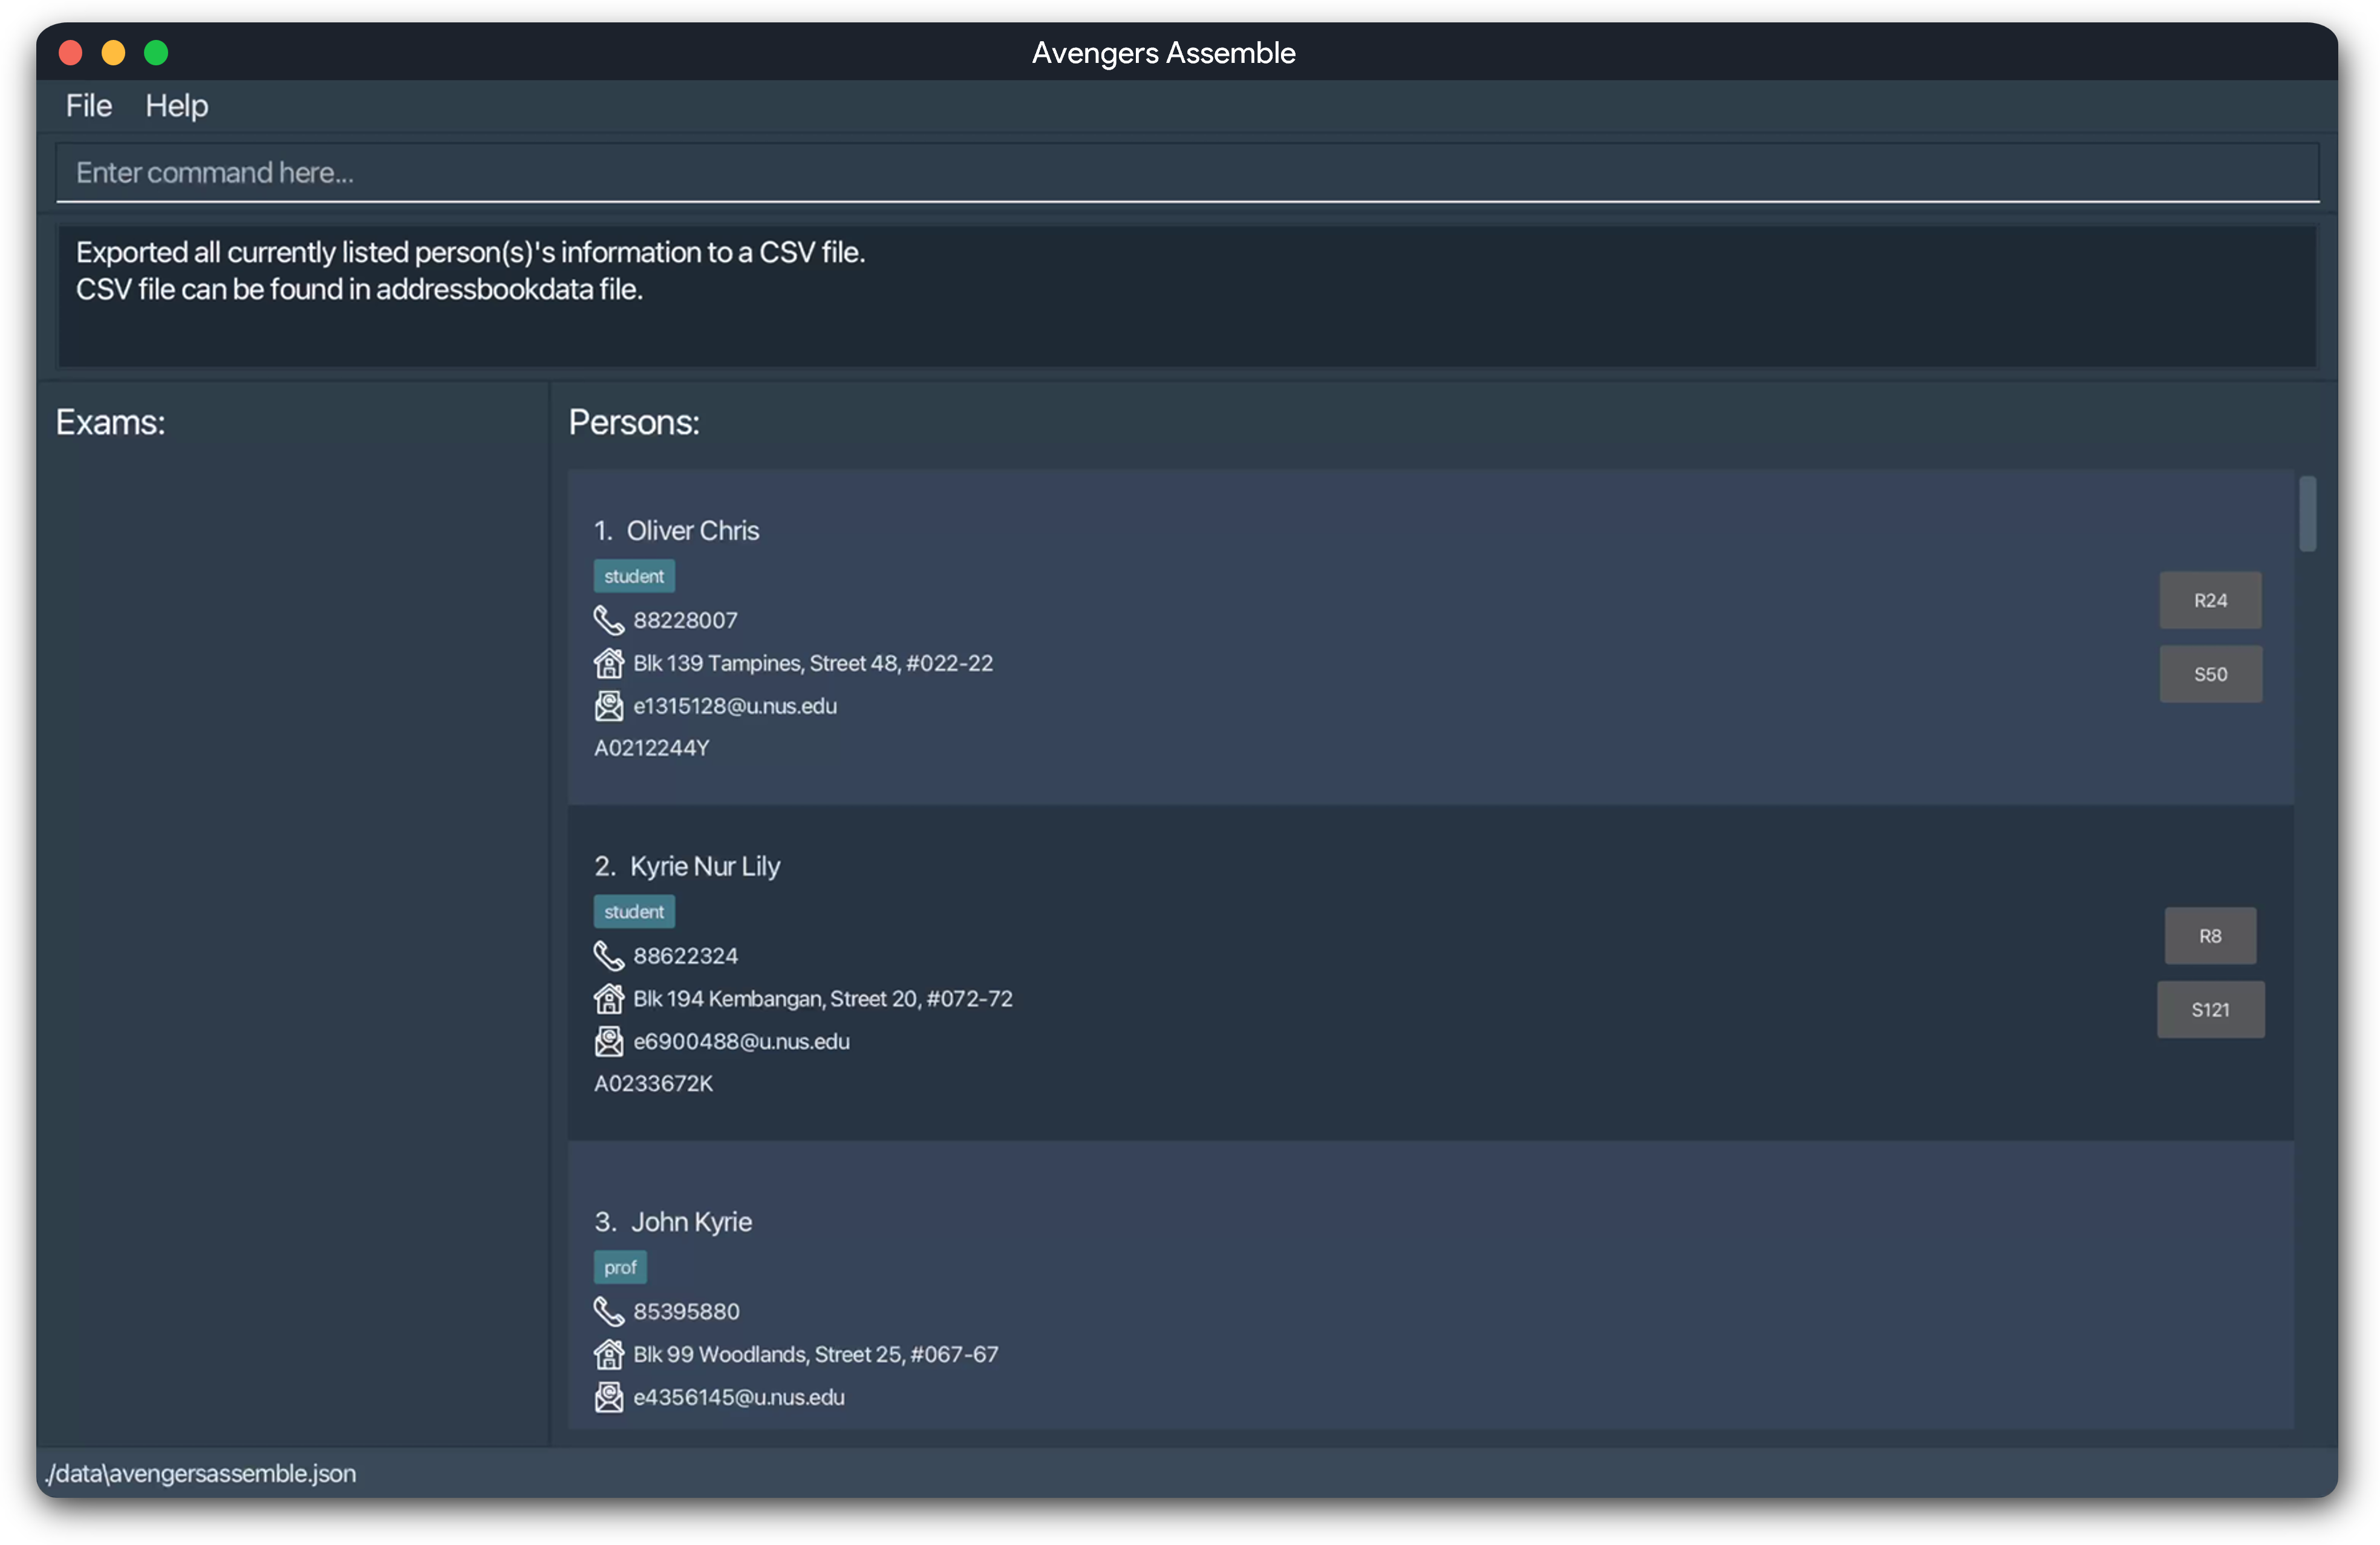 Avengers Assemble
File Help
Enter command here...
Exported all currently listed person(s)'s information to a CSV file.
CSV file can be found in addressbookdata file.
Exams:
Persons:
1. Oliver Chris
student
88228007
Blk 139 Tampines, Street 48, #022-22
e1315128@u.nus.edu
A0212244Y
R24
S50
2. Kyrie Nur Lily
student
88622324
Blk 194 Kembangan, Street 20, #072-72
e6900488@u.nus.edu
A0233672K
R8
S121
3. John Kyrie
prof
85395880
Blk 99 Woodlands, Street 25, #067-67
e4356145@u.nus.edu
./data\avengersassemble.json